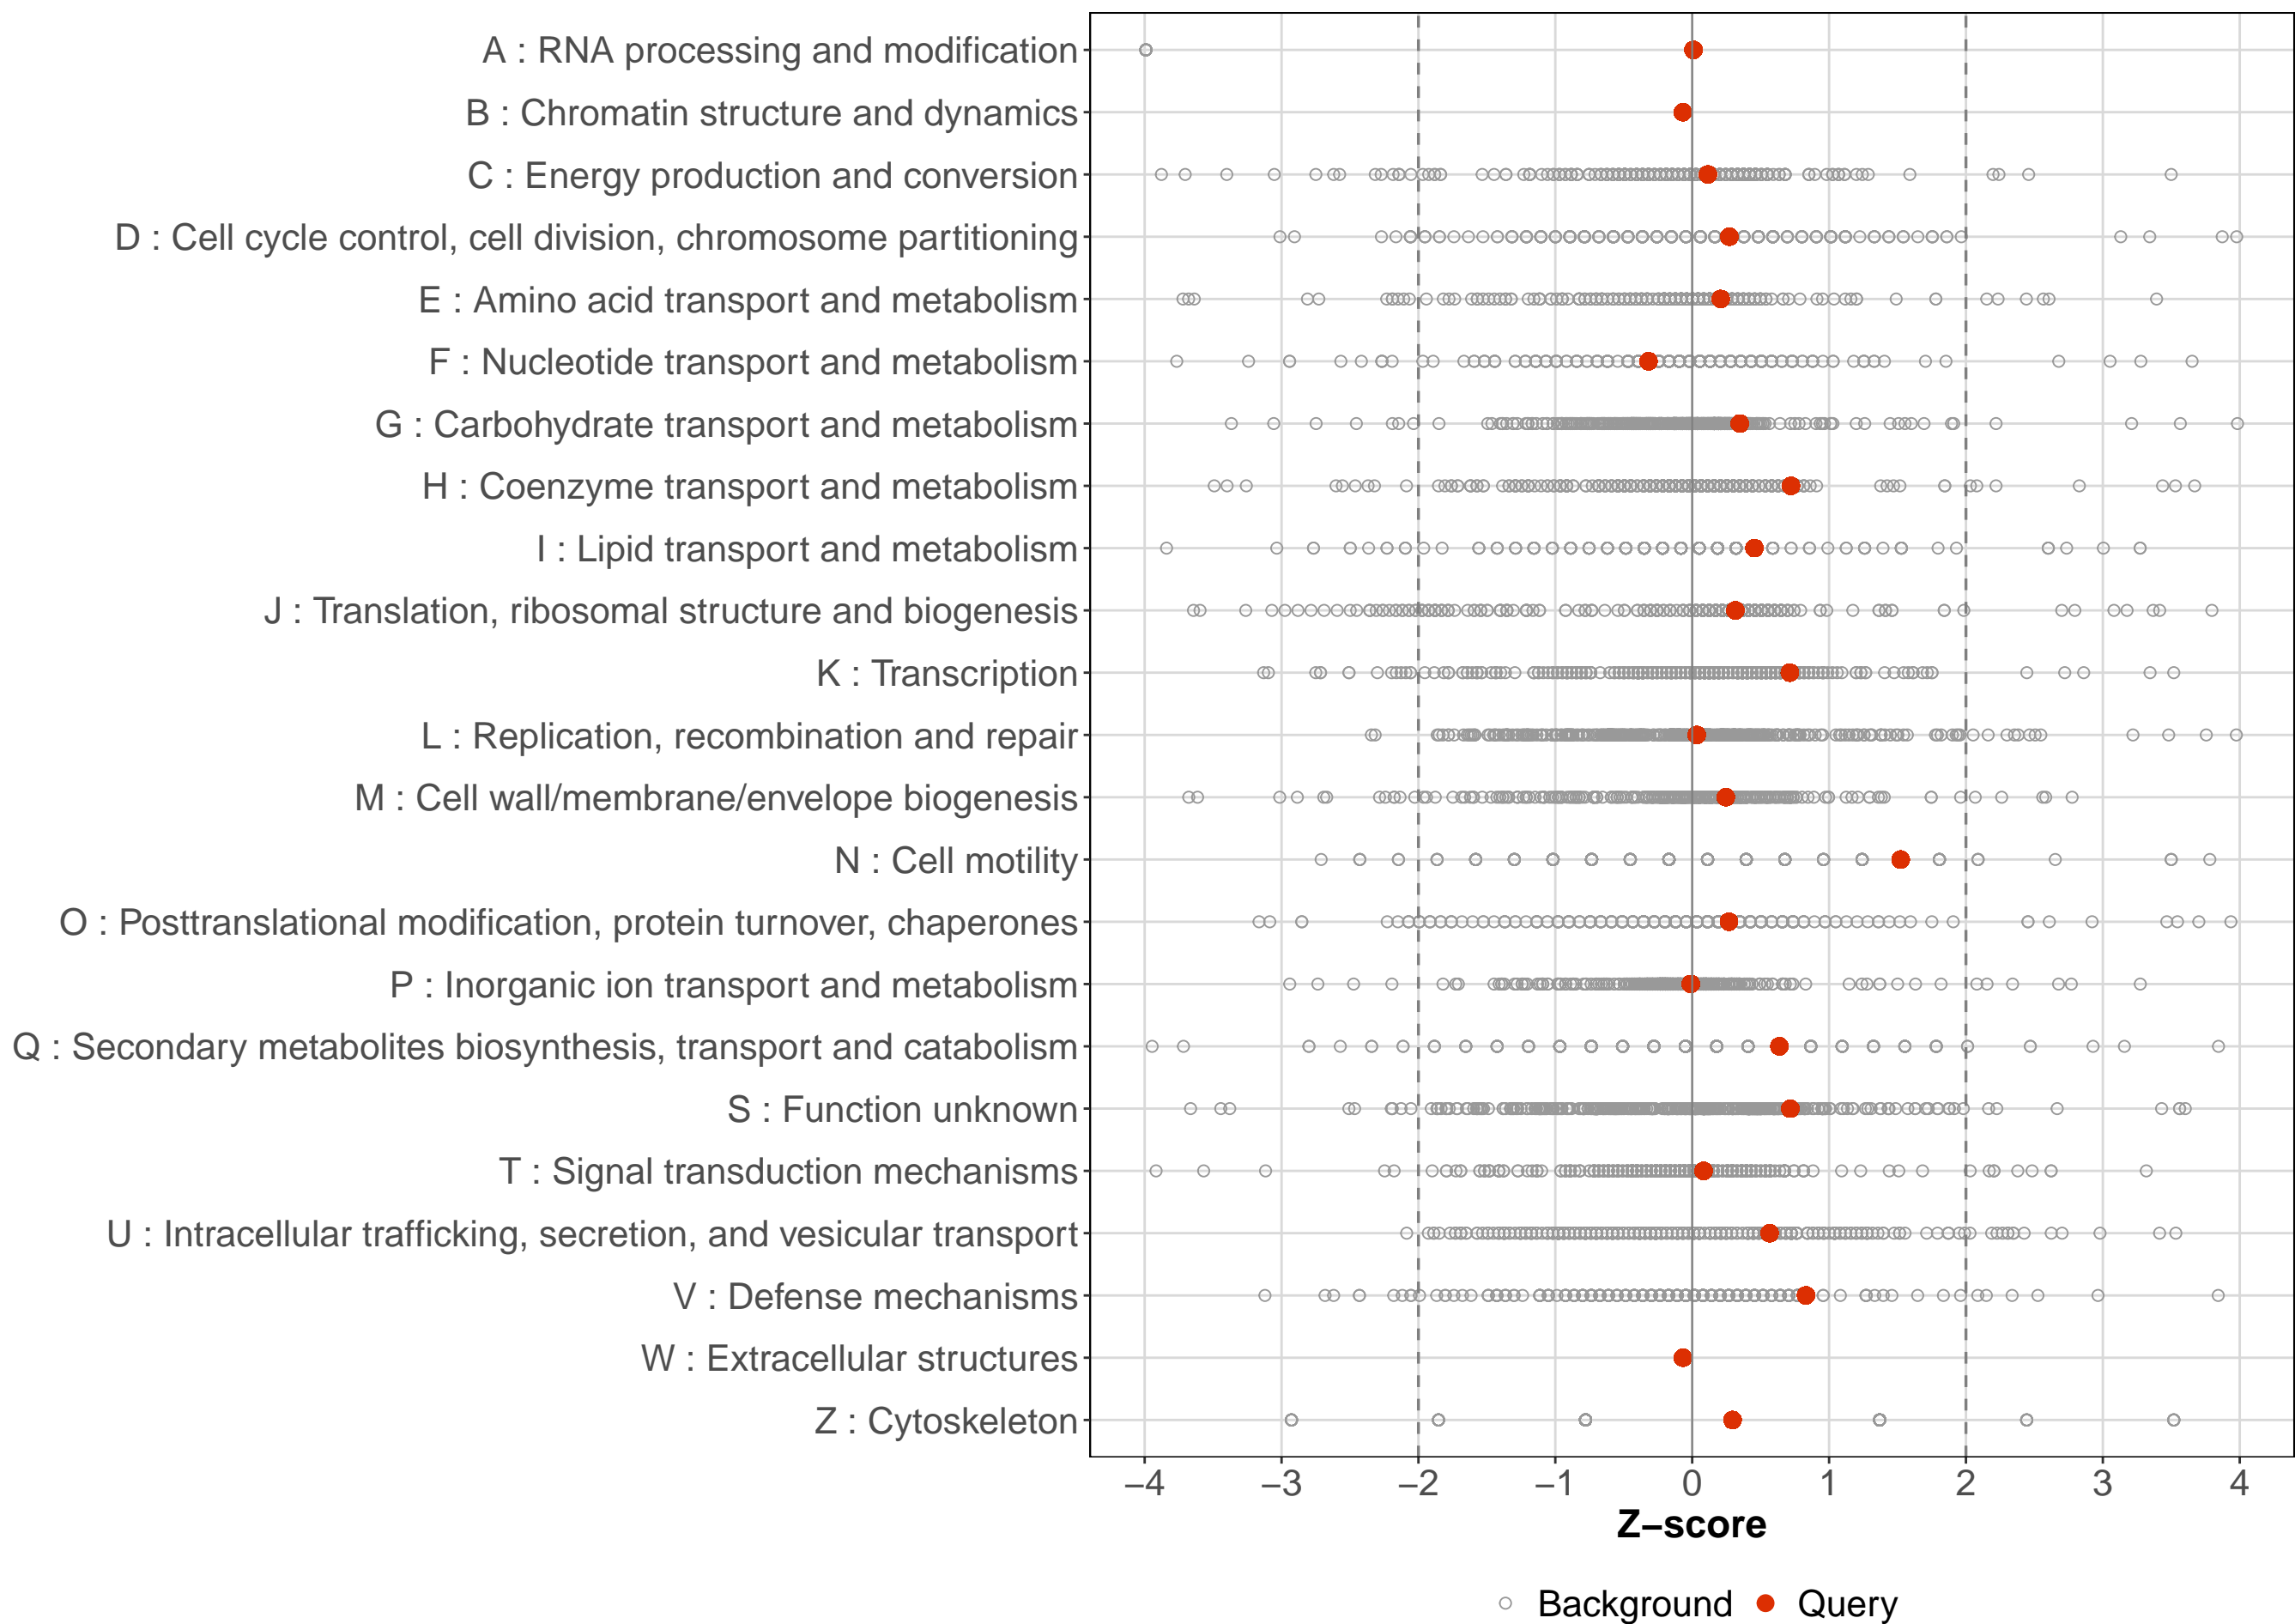 A : RNA processing and modification
B : Chromatin structure and dynamics
C : Energy production and conversion
D : Cell cycle control, cell division, chromosome partitioning
E : Amino acid transport and metabolism
F : Nucleotide transport and metabolism
G : Carbohydrate transport and metabolism
H : Coenzyme transport and metabolism
I : Lipid transport and metabolism
J : Translation, ribosomal structure and biogenesis
K : Transcription
L : Replication, recombination and repair
M : Cell wall/membrane/envelope biogenesis
N : Cell motility
O : Posttranslational modification, protein turnover, chaperones
P : Inorganic ion transport and metabolism
Q : Secondary metabolites biosynthesis, transport and catabolism
S : Function unknown
T : Signal transduction mechanisms
U : Intracellular trafficking, secretion, and vesicular transport
V : Defense mechanisms
W : Extracellular structures
Z : Cytoskeleton
−4 −3 −2 −1 0 1 2 3 4
Z−score
Background Query